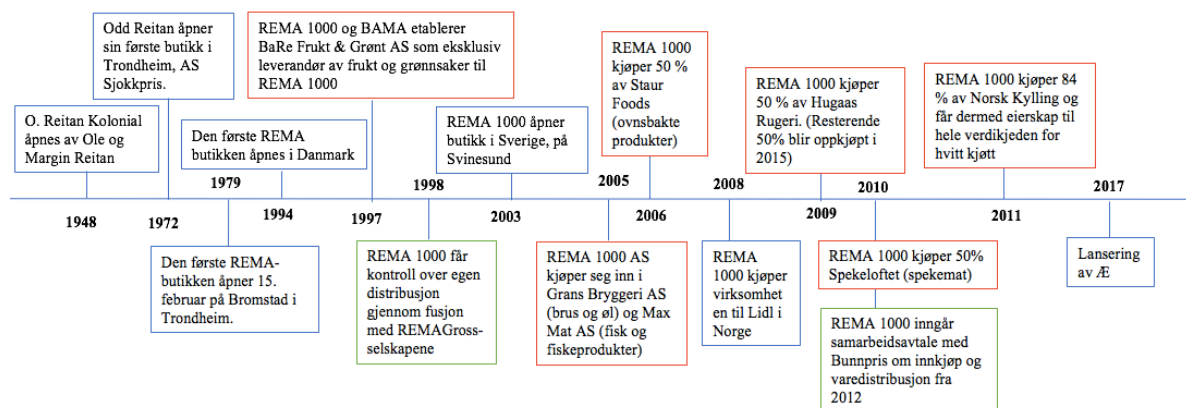 Odd Reitan åpner
sin første butikk i
Trondheim, AS
Sjokkpris.
REMA 1000 og BAMA etablerer
BaRe Frukt & Grønt AS som eksklusiv
leverandør av frukt og grønnsaker til
REMA 1000
REMA 1000
kjøper 50 %
av Staur
Foods
(ovnsbakte
produkter)
REMA 1000 kjøper
50 % av Hugaas
Rugeri. (Resterende
50% blir oppkjøpt i
2015)
REMA 1000 kjøper 84
% av Norsk Kylling og
får dermed eierskap til
hele verdikjeden for
hvitt kjøtt
O. Reitan Kolonial
åpnes av Ole og
Margin Reitan
Den første REMA
butikken åpnes i Danmark
REMA 1000 åpner
butikk i Sverige, på
Svinesund
1979 1998 2005 2008 2010 2017
1948 1972 1994 1997 2003 2006 2009 2011
Den første REMA-
butikken åpner 15.
februar på Bromstad i
Trondheim.
REMA 1000 får
kontroll over egen
distribusjon
gjennom fusjon
med REMAGross-
selskapene
REMA 1000 AS
kjøper seg inn i
Grans Bryggeri AS
(brus og øl) og Max
Mat AS (fisk og
fiskeprodukter)
REMA
1000 kjøper
virksomhet
en til Lidl i
Norge
REMA 1000 kjøper 50%
Spekeloftet (spekemat)
REMA 1000 inngår
samarbeidsavtale med
Bunnpris om innkjøp og
varedistribusjon fra
2012
Lansering
av Æ